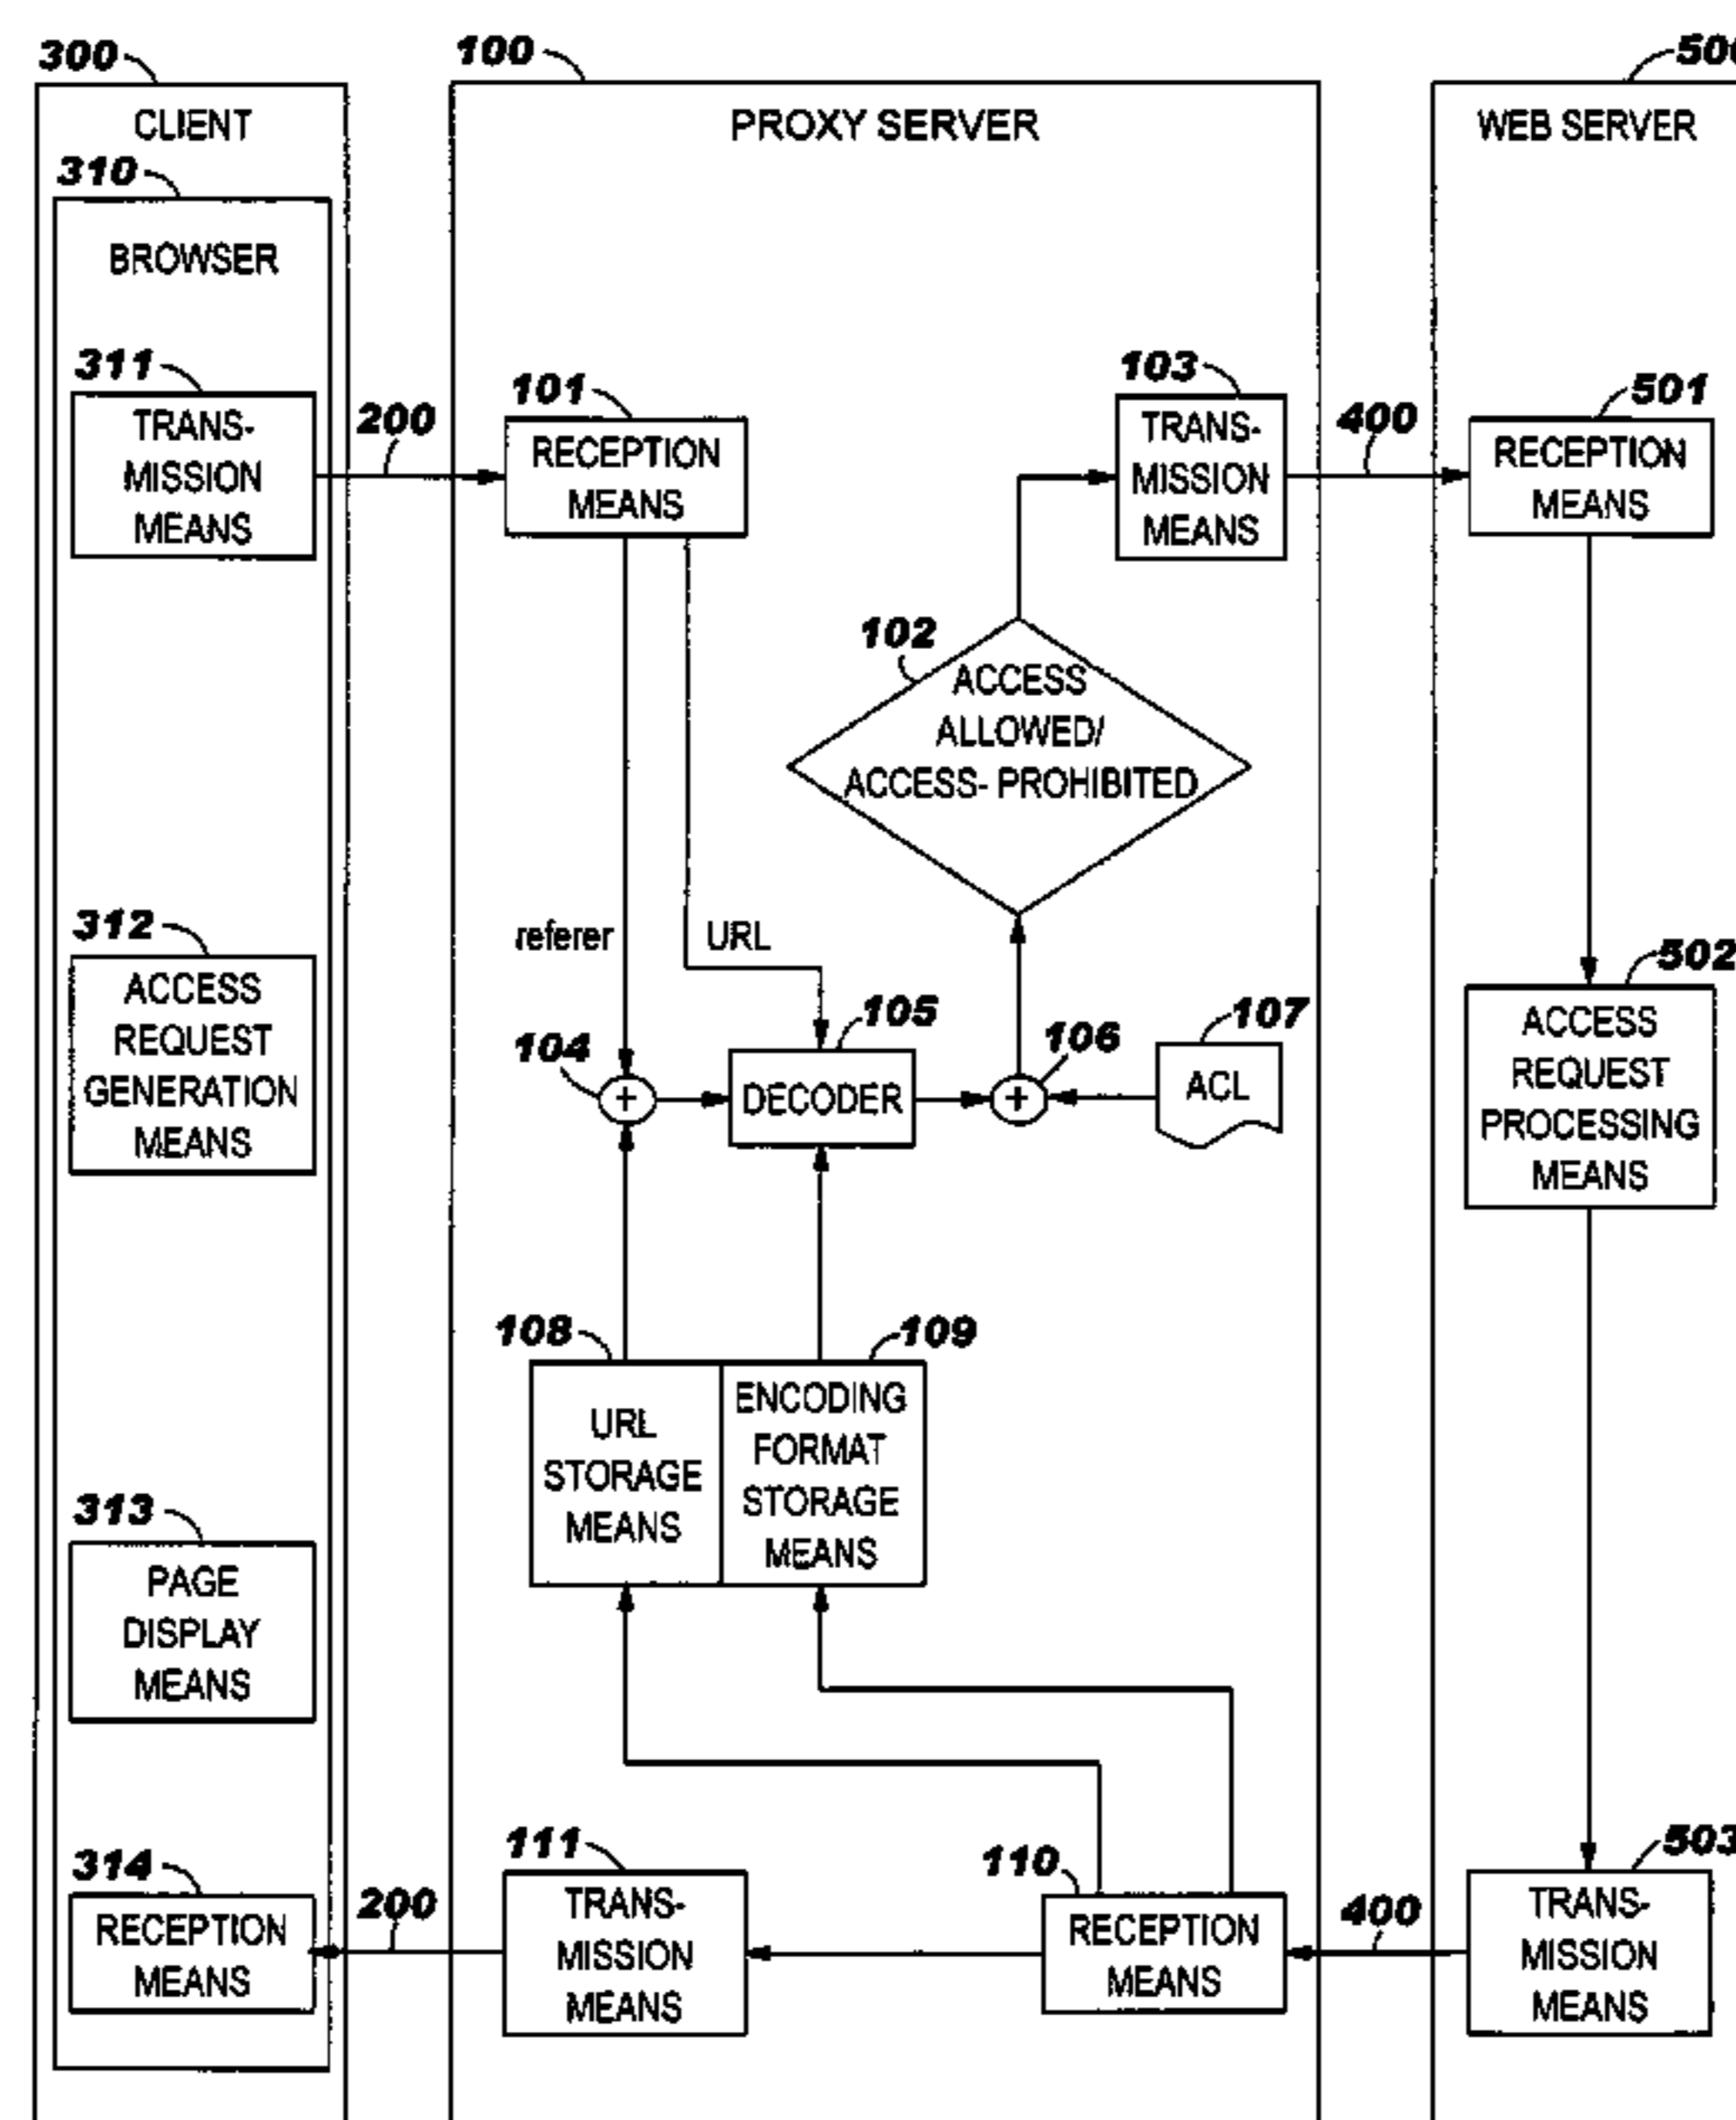 300
CLIENT
310
BROWSER
311
TRANS-
MISSION
MEANS
312
ACCESS
REQUEST
GENERATION
MEANS
313
PAGE
DISPLAY
MEANS
314
RECEPTION
MEANS
200
200
100
PROXY SERVER
101
RECEPTION
MEANS
103
TRANS-
MISSION
MEANS
102
ACCESS
ALLOWED/
ACCESS- PROHIBITED
referer
URL
104
105
DECODER
+
106
+
107
ACL
108
URL
STORAGE
MEANS
109
ENCODING
FORMAT
STORAGE
MEANS
111
TRANS-
MISSION
MEANS
110
RECEPTION
MEANS
400
400
WEB SERVER
501
RECEPTION
MEANS
502
ACCESS
REQUEST
PROCESSING
MEANS
503
TRANS-
MISSION
MEANS